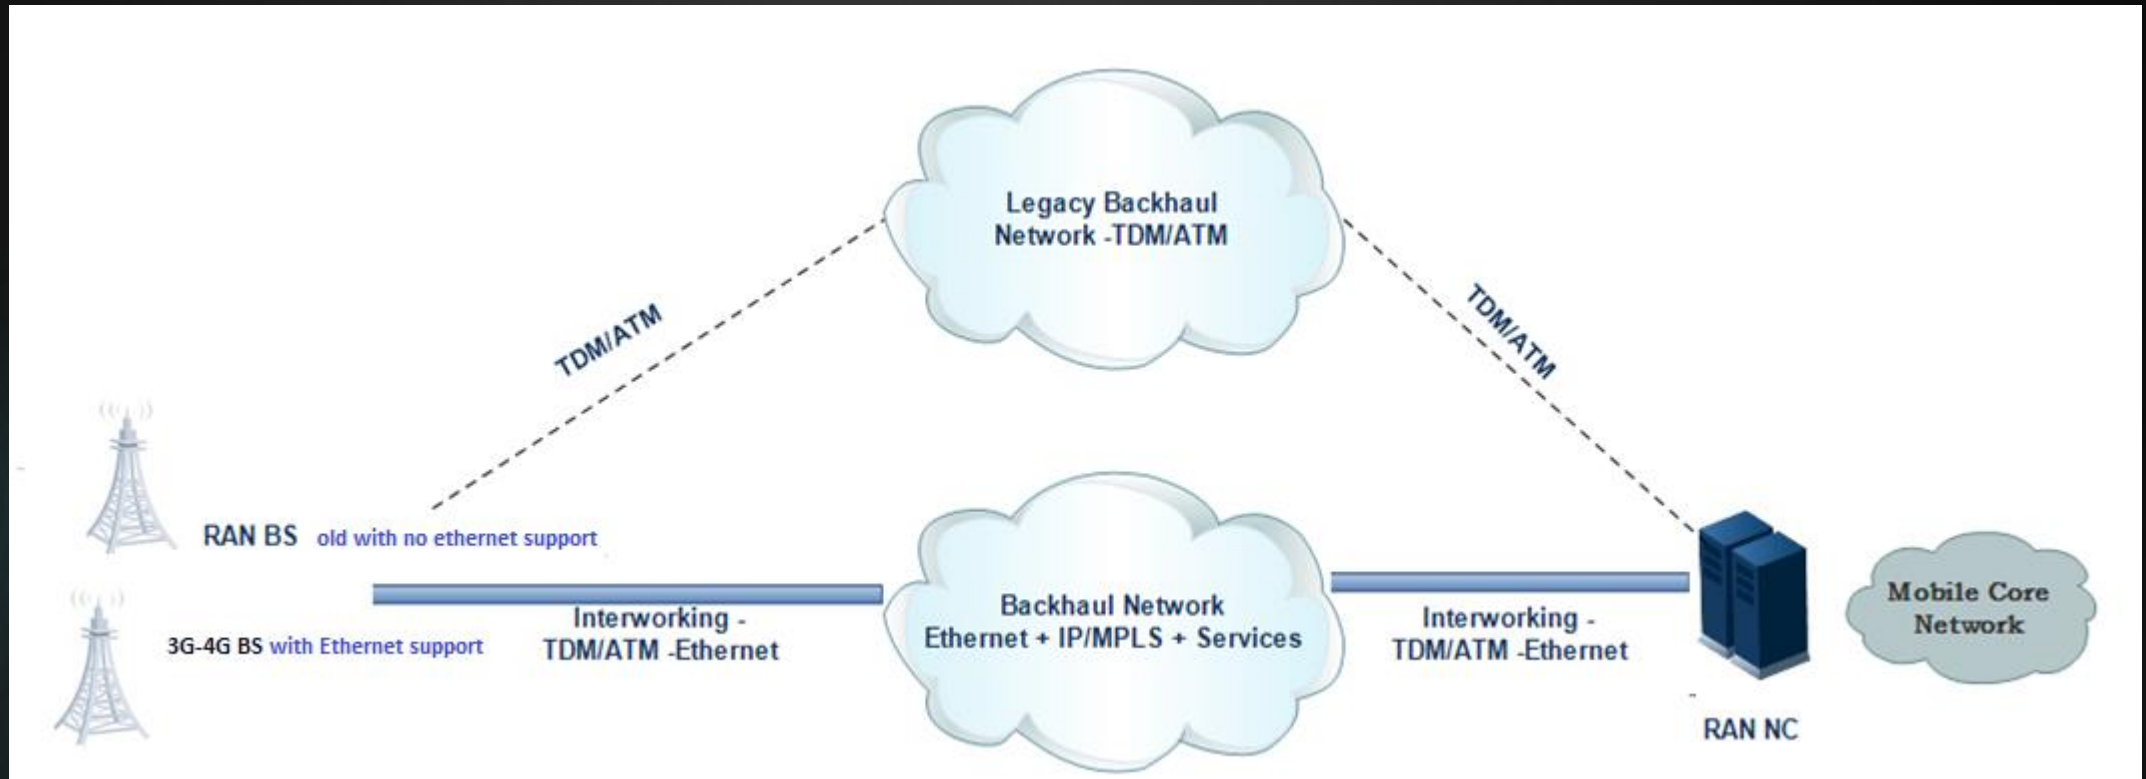 Legacy Backhaul
Network -TDM/ATM
TDM/ATM
TDM/ATM
RAN BS old with no ethernet support
3G-4G BS with Ethernet support
Interworking -
TDM/ATM -Ethernet
Backhaul Network
Ethernet + IP/MPLS + Services
Interworking -
TDM/ATM -Ethernet
Mobile Core
Network
RAN NC